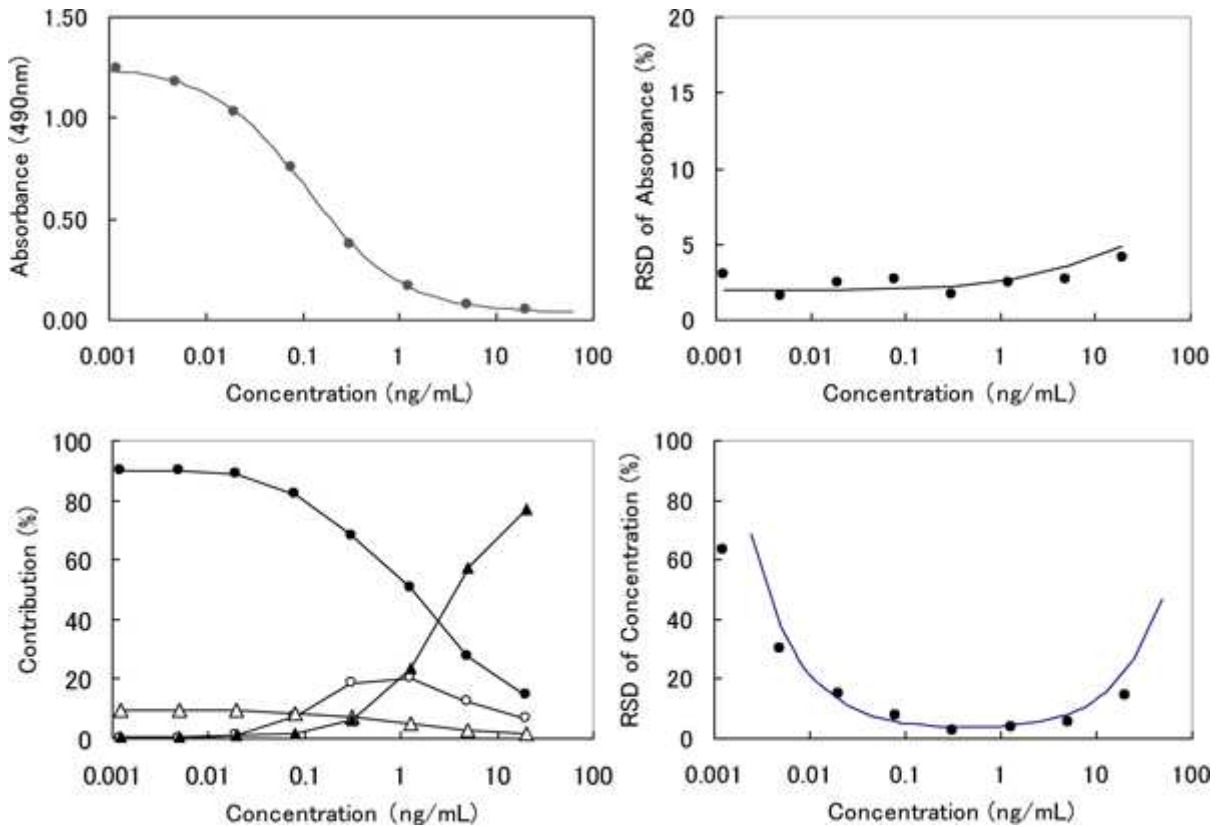 1.50
1.00
0.50
0.00
Absorbance (490nm)
0.001 0.01 0.1 1 10 100
Concentration (ng/mL)
20
15
10
5
0
RSD of Absorbance (%)
0.001 0.01 0.1 1 10 100
Concentration (ng/mL)
100
80
60
40
20
0
Contribution (%)
0.001 0.01 0.1 1 10 100
Concentration (ng/mL)
100
80
60
40
20
0
RSD of Concentration (%)
0.001 0.01 0.1 1 10 100
Concentration (ng/mL)